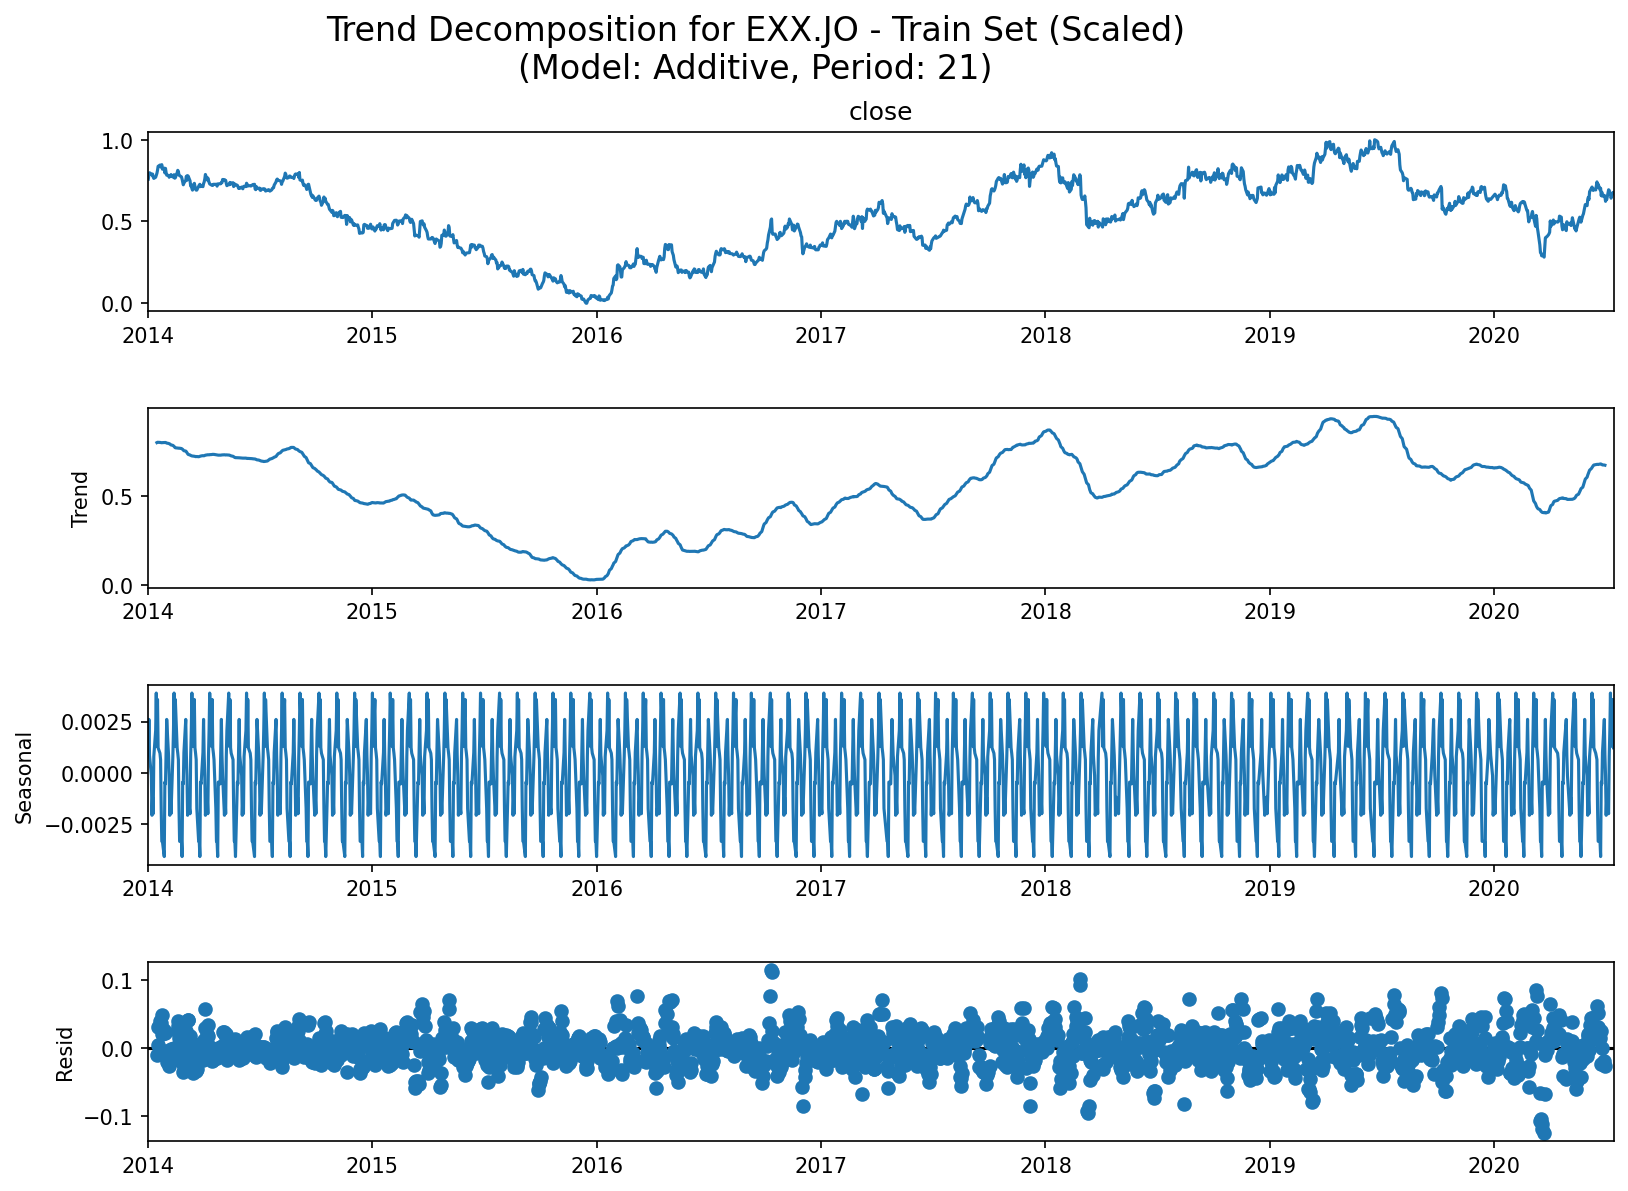 Trend Decomposition for EXX.JO - Train Set (Scaled)
(Model: Additive, Period: 21)
close
1.0
0.5
0.0
2014 2015 2016 2017 2018 2019 2020
Trend
0.5
0.0
2014 2015 2016 2017 2018 2019 2020
Seasonal
0.0025
0.0000
−0.0025
2014 2015 2016 2017 2018 2019 2020
Resid
0.1
0.0
−0.1
2014 2015 2016 2017 2018 2019 2020